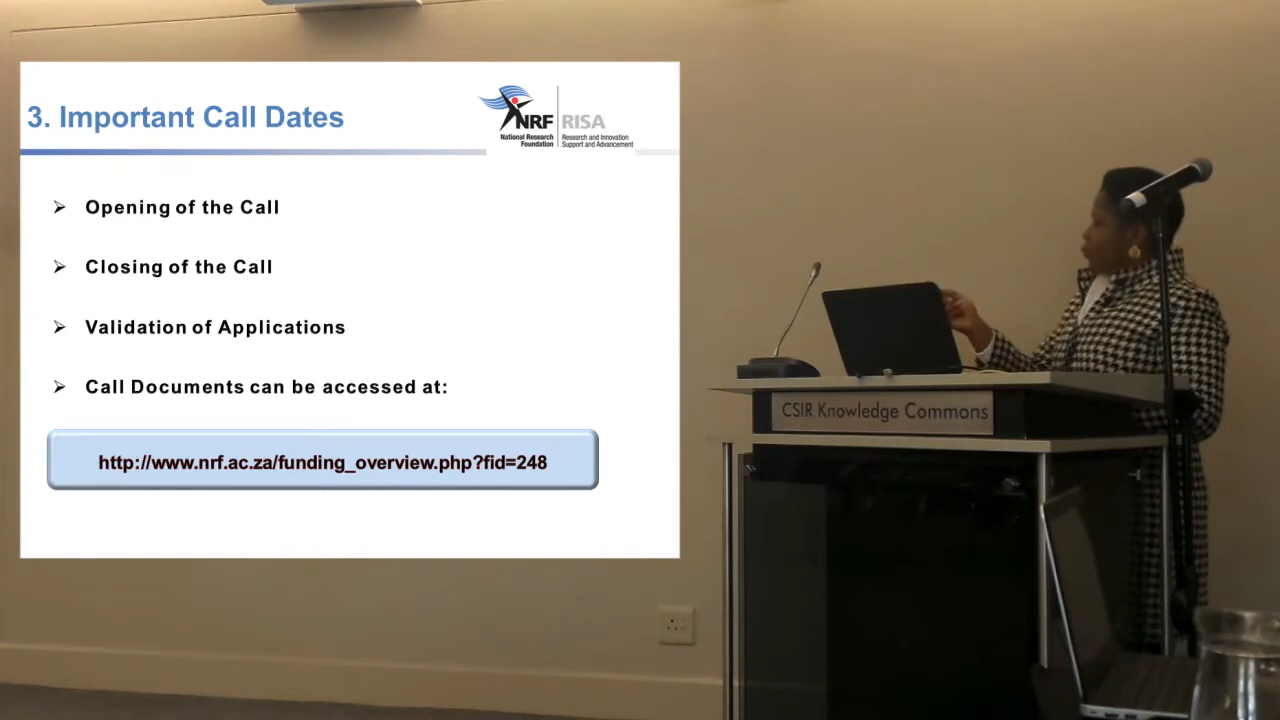 3. Important Call Dates
NRF
RISA
National Research
Foundation
Research and Innovation
Support and Advancement
Opening of the Call
Closing of the Call
Validation of Applications
Call Documents can be accessed at:
http://www.nrf.ac.za/funding_overview.php?fid=248
CSIR Knowledge Commons